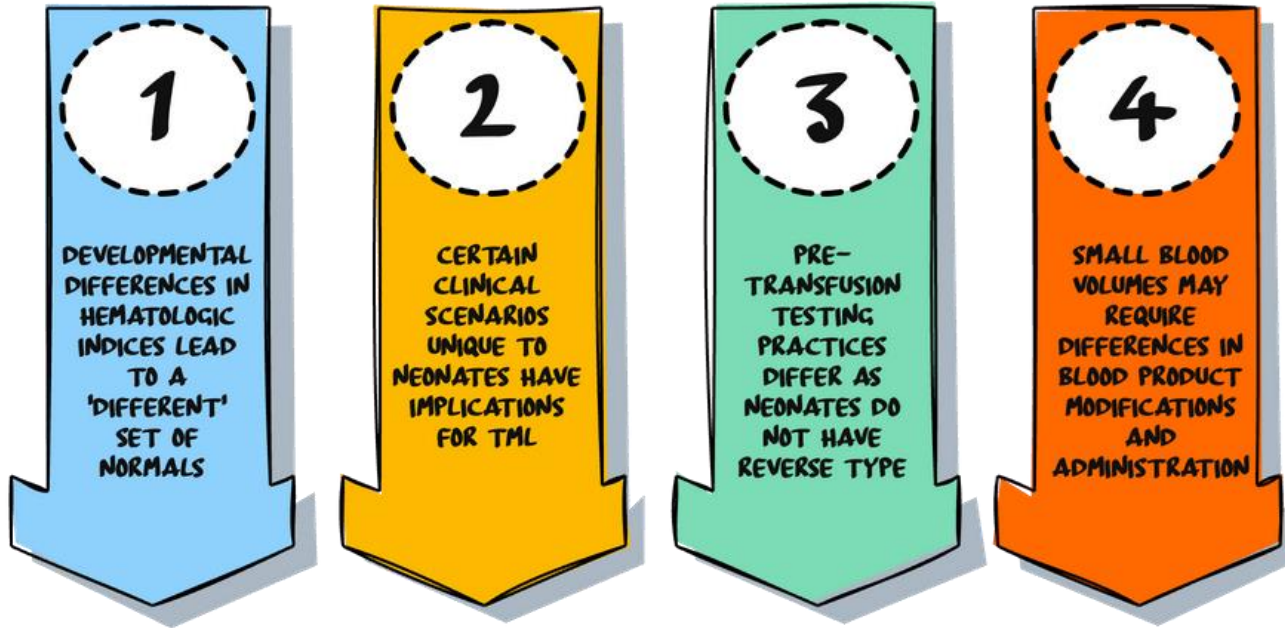 1
DEVELOPMENTAL
DIFFERENCES IN
HEMATOLOGIC
INDICES LEAD
TO A
'DIFFERENT'
SET OF
NORMALS
2
CERTAIN
CLINICAL
SCENARIOS
UNIQUE TO
NEONATES HAVE
IMPLICATIONS
FOR TML
3
PRE-
TRANSFUSION
TESTING
PRACTICES
DIFFER AS
NEONATES DO
NOT HAVE
REVERSE TYPE
4
SMALL BLOOD
VOLUMES MAY
REQUIRE
DIFFERENCES IN
BLOOD PRODUCT
MODIFICATIONS
AND
ADMINISTRATION